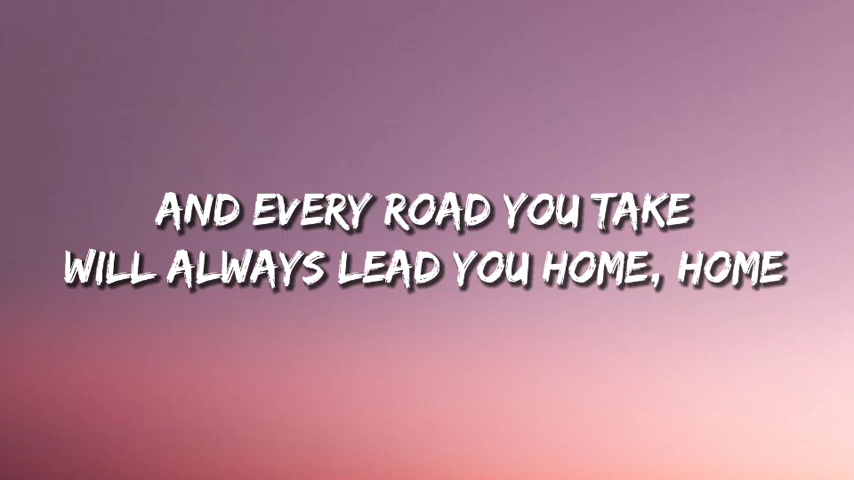 AND EVERY ROAD YOU TAKE
WILL ALWAYS LEAD YOU HOME, HOME